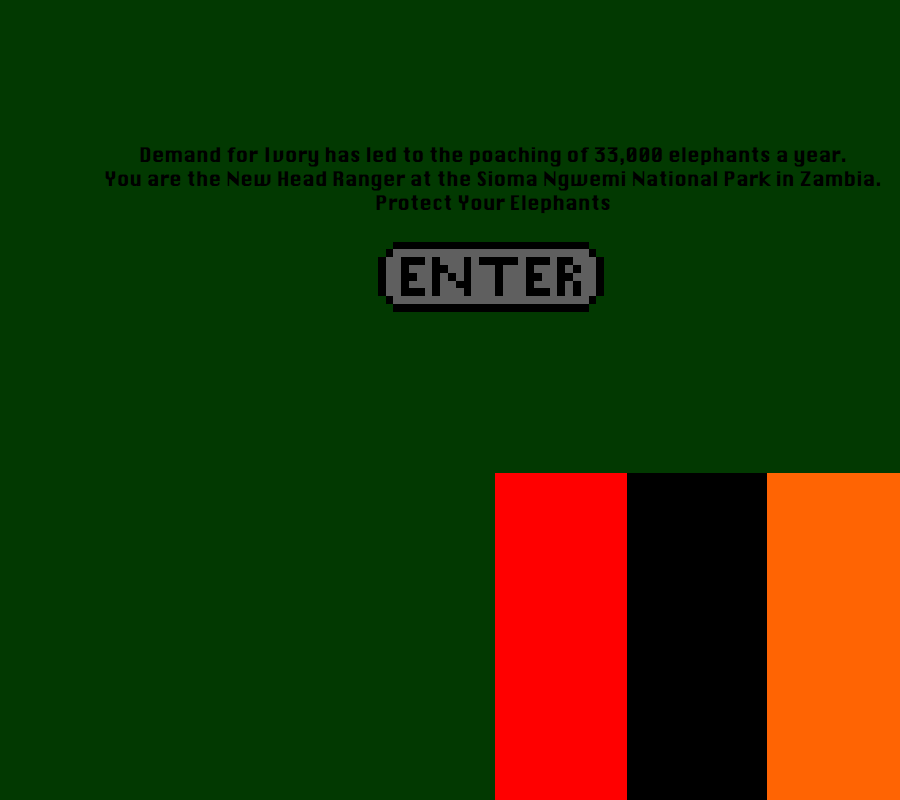 Demand for Ivory has led to the poaching of 33,000 elephants a year.
You are the New Head Ranger at the Sioma Ngwemi National Park in Zambia.
Protect Your Elephants
ENTER